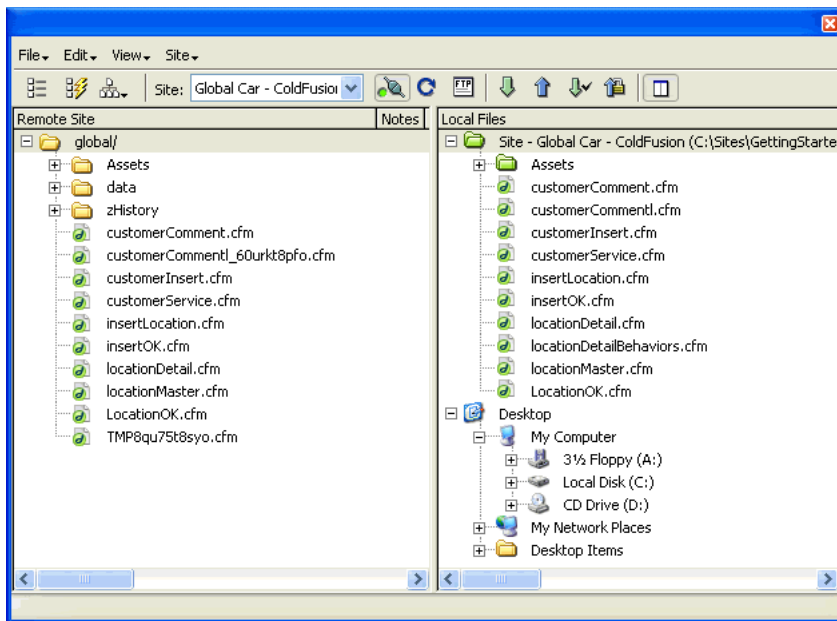 File Edit View Site
Site: Global Car - ColdFusion FTP
Remote Site Notes
global/
Assets
data
zHistory
customerComment.cfm
customerCommentl_60urkt8pfo.cfm
customerInsert.cfm
customerService.cfm
insertLocation.cfm
insertOK.cfm
locationDetail.cfm
locationMaster.cfm
LocationOK.cfm
TMP8qu75t8syo.cfm
Local Files
Site - Global Car - ColdFusion (C:\Sites\GettingStarte
Assets
customerComment.cfm
customerCommentl.cfm
customerInsert.cfm
customerService.cfm
insertLocation.cfm
insertOK.cfm
locationDetail.cfm
locationDetailBehaviors.cfm
locationMaster.cfm
LocationOK.cfm
Desktop
My Computer
3½ Floppy (A:)
Local Disk (C:)
CD Drive (D:)
My Network Places
Desktop Items